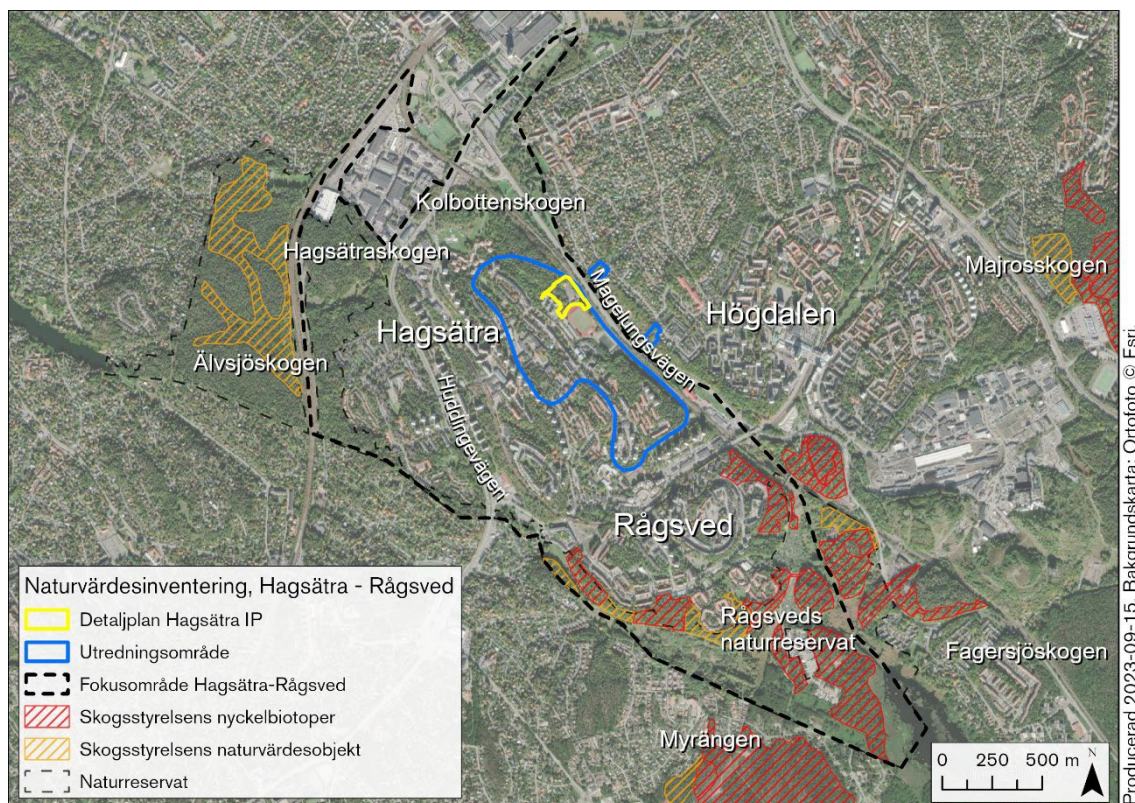 Kolbottenskogen
Hagsätraskogen
Majrosskogen
Magelungsvägen
Högdalen
Hagsätra
Älvsjöskogen
Huddingevägen
Rågsved
Rågsveds
naturreservat
Fagersjöskogen
Myrängen
Naturvärdesinventering, Hagsätra - Rågsved
Detaljplan Hagsätra IP
Utredningsområde
Fokusområde Hagsätra-Rågsved
Skogsstyrelsens nyckelbiotoper
Skogsstyrelsens naturvärdesobjekt
Naturreservat
0 250 500 m
N
Producerad 2023-09-15. Bakgrundskarta: Ortofoto © Esri